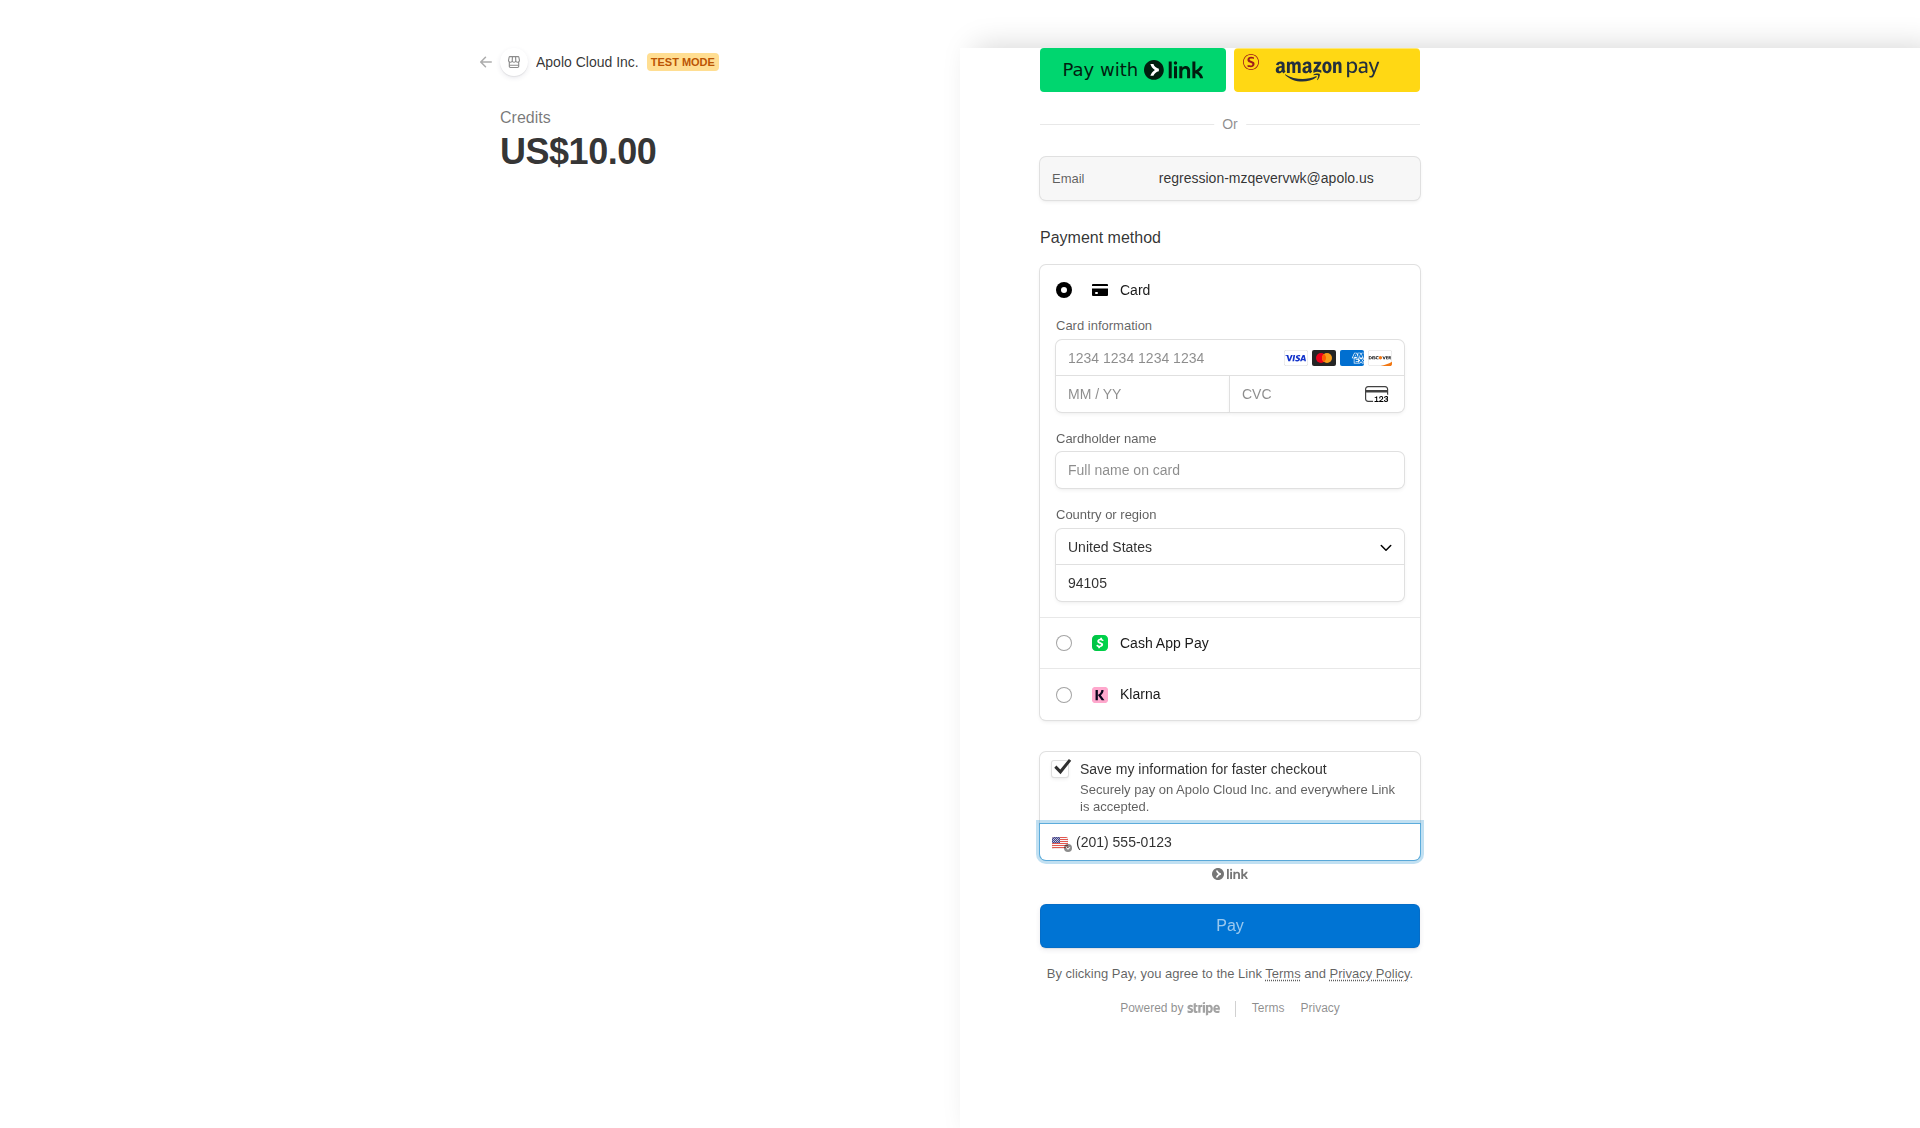 Apolo Cloud Inc. TEST MODE
Credits
US$10.00
Pay with link
S amazon pay
Or
Email regression-mzqevervwk@apolo.us
Payment method
Card
Card information
1234 1234 1234 1234 VISA AMEX DISCOVER
MM / YY CVC 123
Cardholder name
Full name on card
Country or region
United States
94105
$ Cash App Pay
K Klarna
Save my information for faster checkout
Securely pay on Apolo Cloud Inc. and everywhere Link
is accepted.
(201) 555-0123
link
Pay
By clicking Pay, you agree to the Link Terms and Privacy Policy.
Powered by stripe Terms Privacy